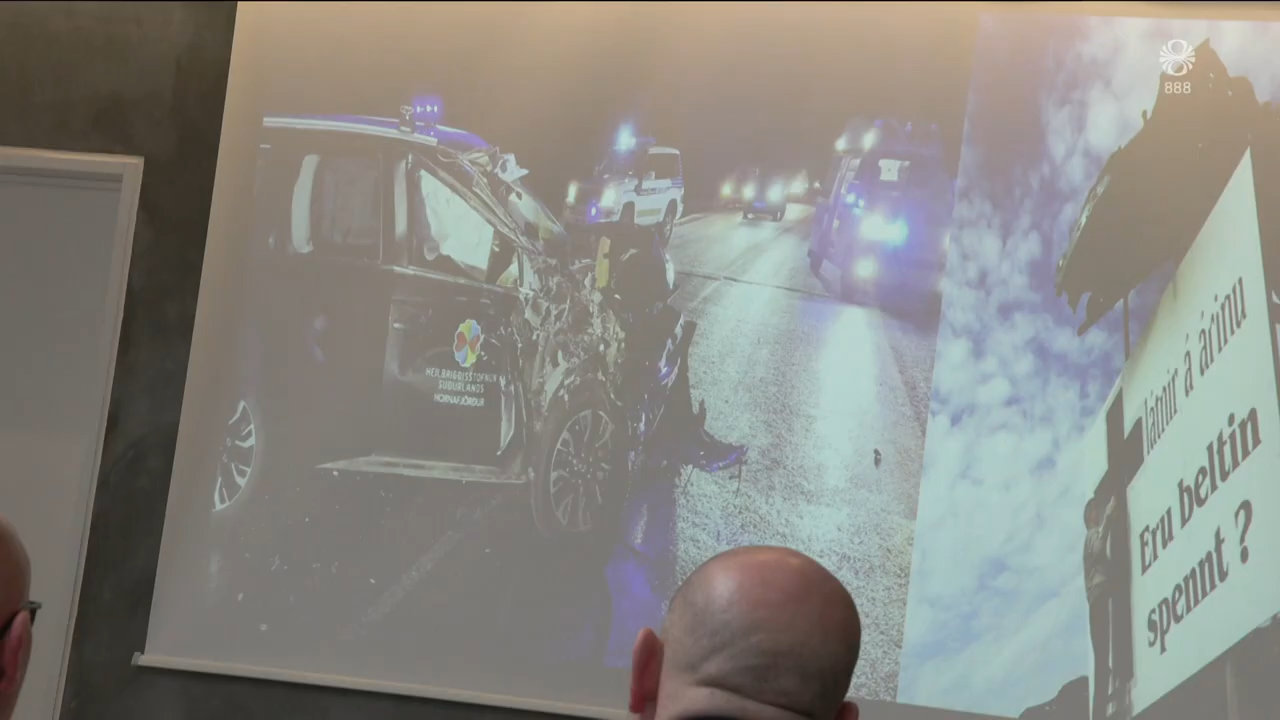 888
HEILBRIGÐISSTOFNUN
SUÐURLANDS
HORNAFJÖRÐUR
látnir á árinu
Eru beltin
spennt ?